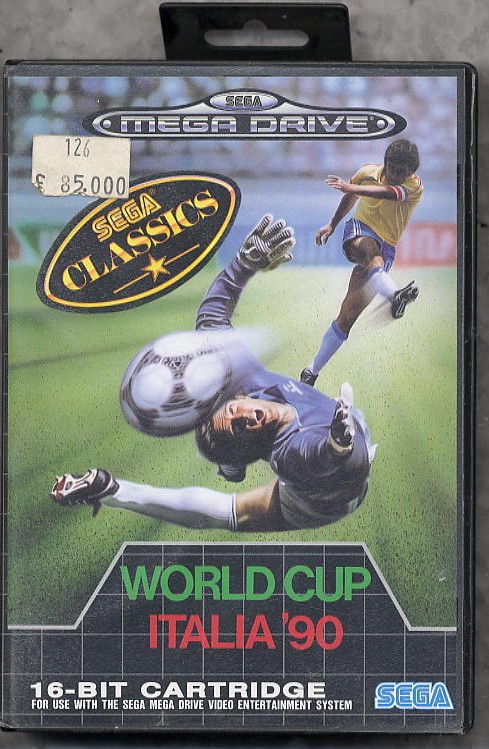 SEGA
MEGA DRIVE
126
£ 85.000
SEGA
CLASSICS
WORLD CUP
ITALIA '90
16-BIT CARTRIDGE
FOR USE WITH THE SEGA MEGA DRIVE VIDEO ENTERTAINMENT SYSTEM
SEGA